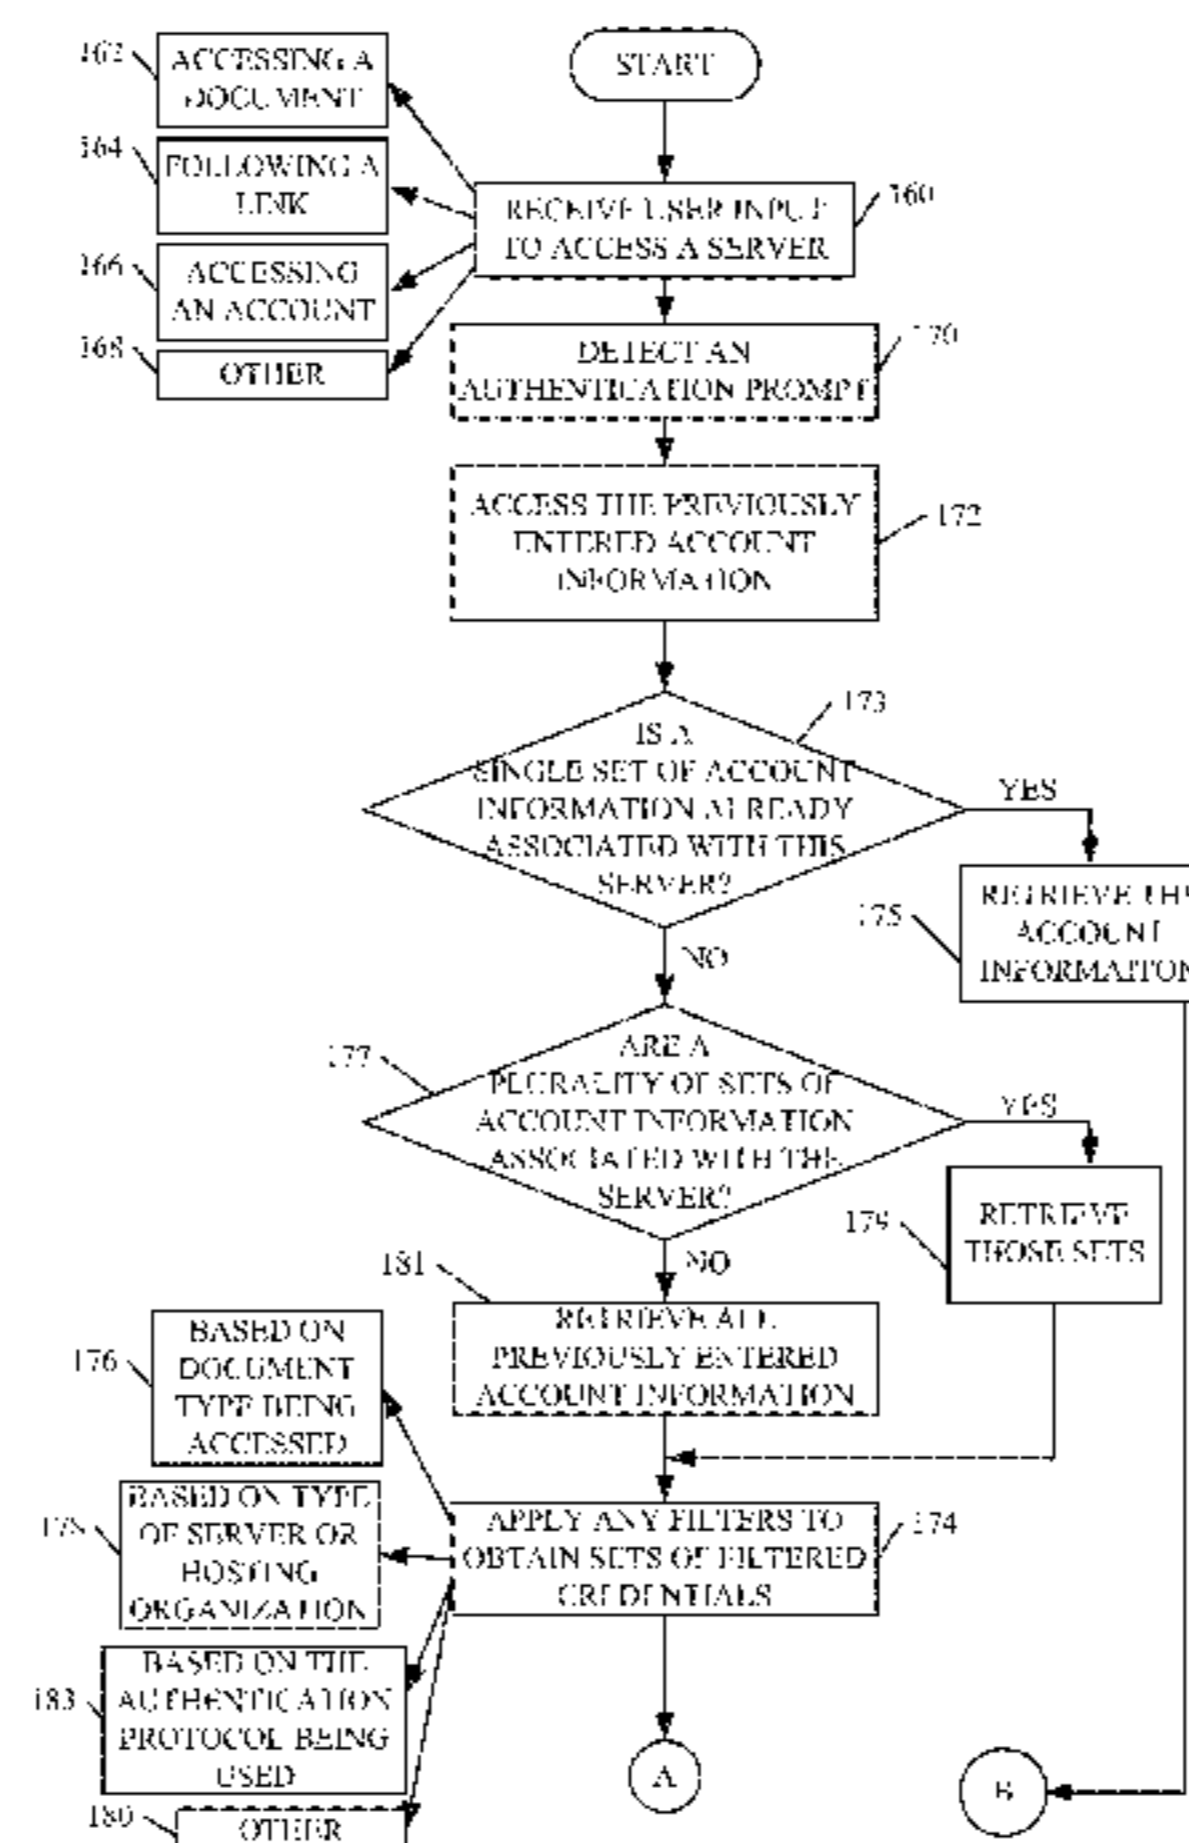 START
162
ACCESSING A
DOCUMENT
164
FOLLOWING A
LINK
166
ACCESSING
AN ACCOUNT
168
OTHER
RECEIVE USER INPUT
TO ACCESS A SERVER
160
DETECT AN
AUTHENTICATION PROMPT
170
ACCESS THE PREVIOUSLY
ENTERED ACCOUNT
INFORMATION
172
173
IS A
SINGLE SET OF ACCOUNT
INFORMATION ALREADY
ASSOCIATED WITH THIS
SERVER?
YES
175
RETRIEVE THE
ACCOUNT
INFORMAITON
NO
177
ARE A
PLURALITY OF SETS OF
ACCOUNT INFORMATION
ASSOCIATED WITH THE
SERVER?
YES
179
RETRIEVE
THOSE SETS
NO
181
RETRIEVE ALL
PREVIOUSLY ENTERED
ACCOUNT INFORMATION
176
BASED ON
DOCUMENT
TYPE BEING
ACCESSED
178
BASED ON TYPE
OF SERVER OR
HOSTING
ORGANIZATION
APPLY ANY FILTERS TO
OBTAIN SETS OF FILTERED
CREDENTIALS
174
183
BASED ON THE
AUTHENTICATION
PROTOCOL BEING
USED
180
OTHER
A
B